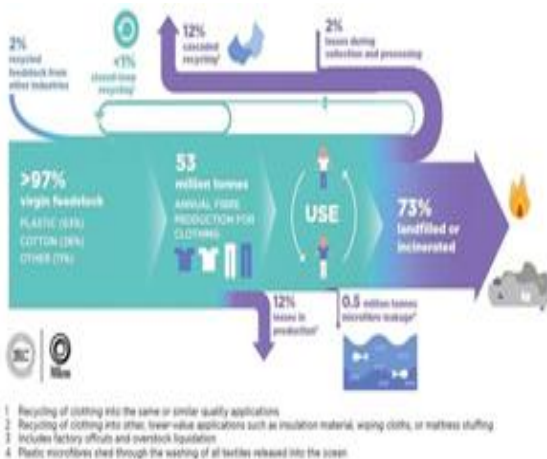 2%
recycled
feedstock from
other industries
<1%
closed-loop
recycling¹
12%
cascaded
recycling²
2%
losses during
collection and processing
>97%
virgin feedstock
PLASTIC (63%)
COTTON (26%)
OTHER (11%)
53
million tonnes
ANNUAL FIBRE
PRODUCTION FOR
CLOTHING
USE
73%
landfilled or
incinerated
12%
losses in
production³
0.5 million tonnes
microfibre leakage⁴
1 Recycling of clothing into the same or similar quality applications
2 Recycling of clothing into other, lower-value applications such as insulation material, wiping cloths, or mattress stuffing
3 Includes factory offcuts and overstock liquidation
4 Plastic microfibres shed through the washing of all textiles released into the ocean